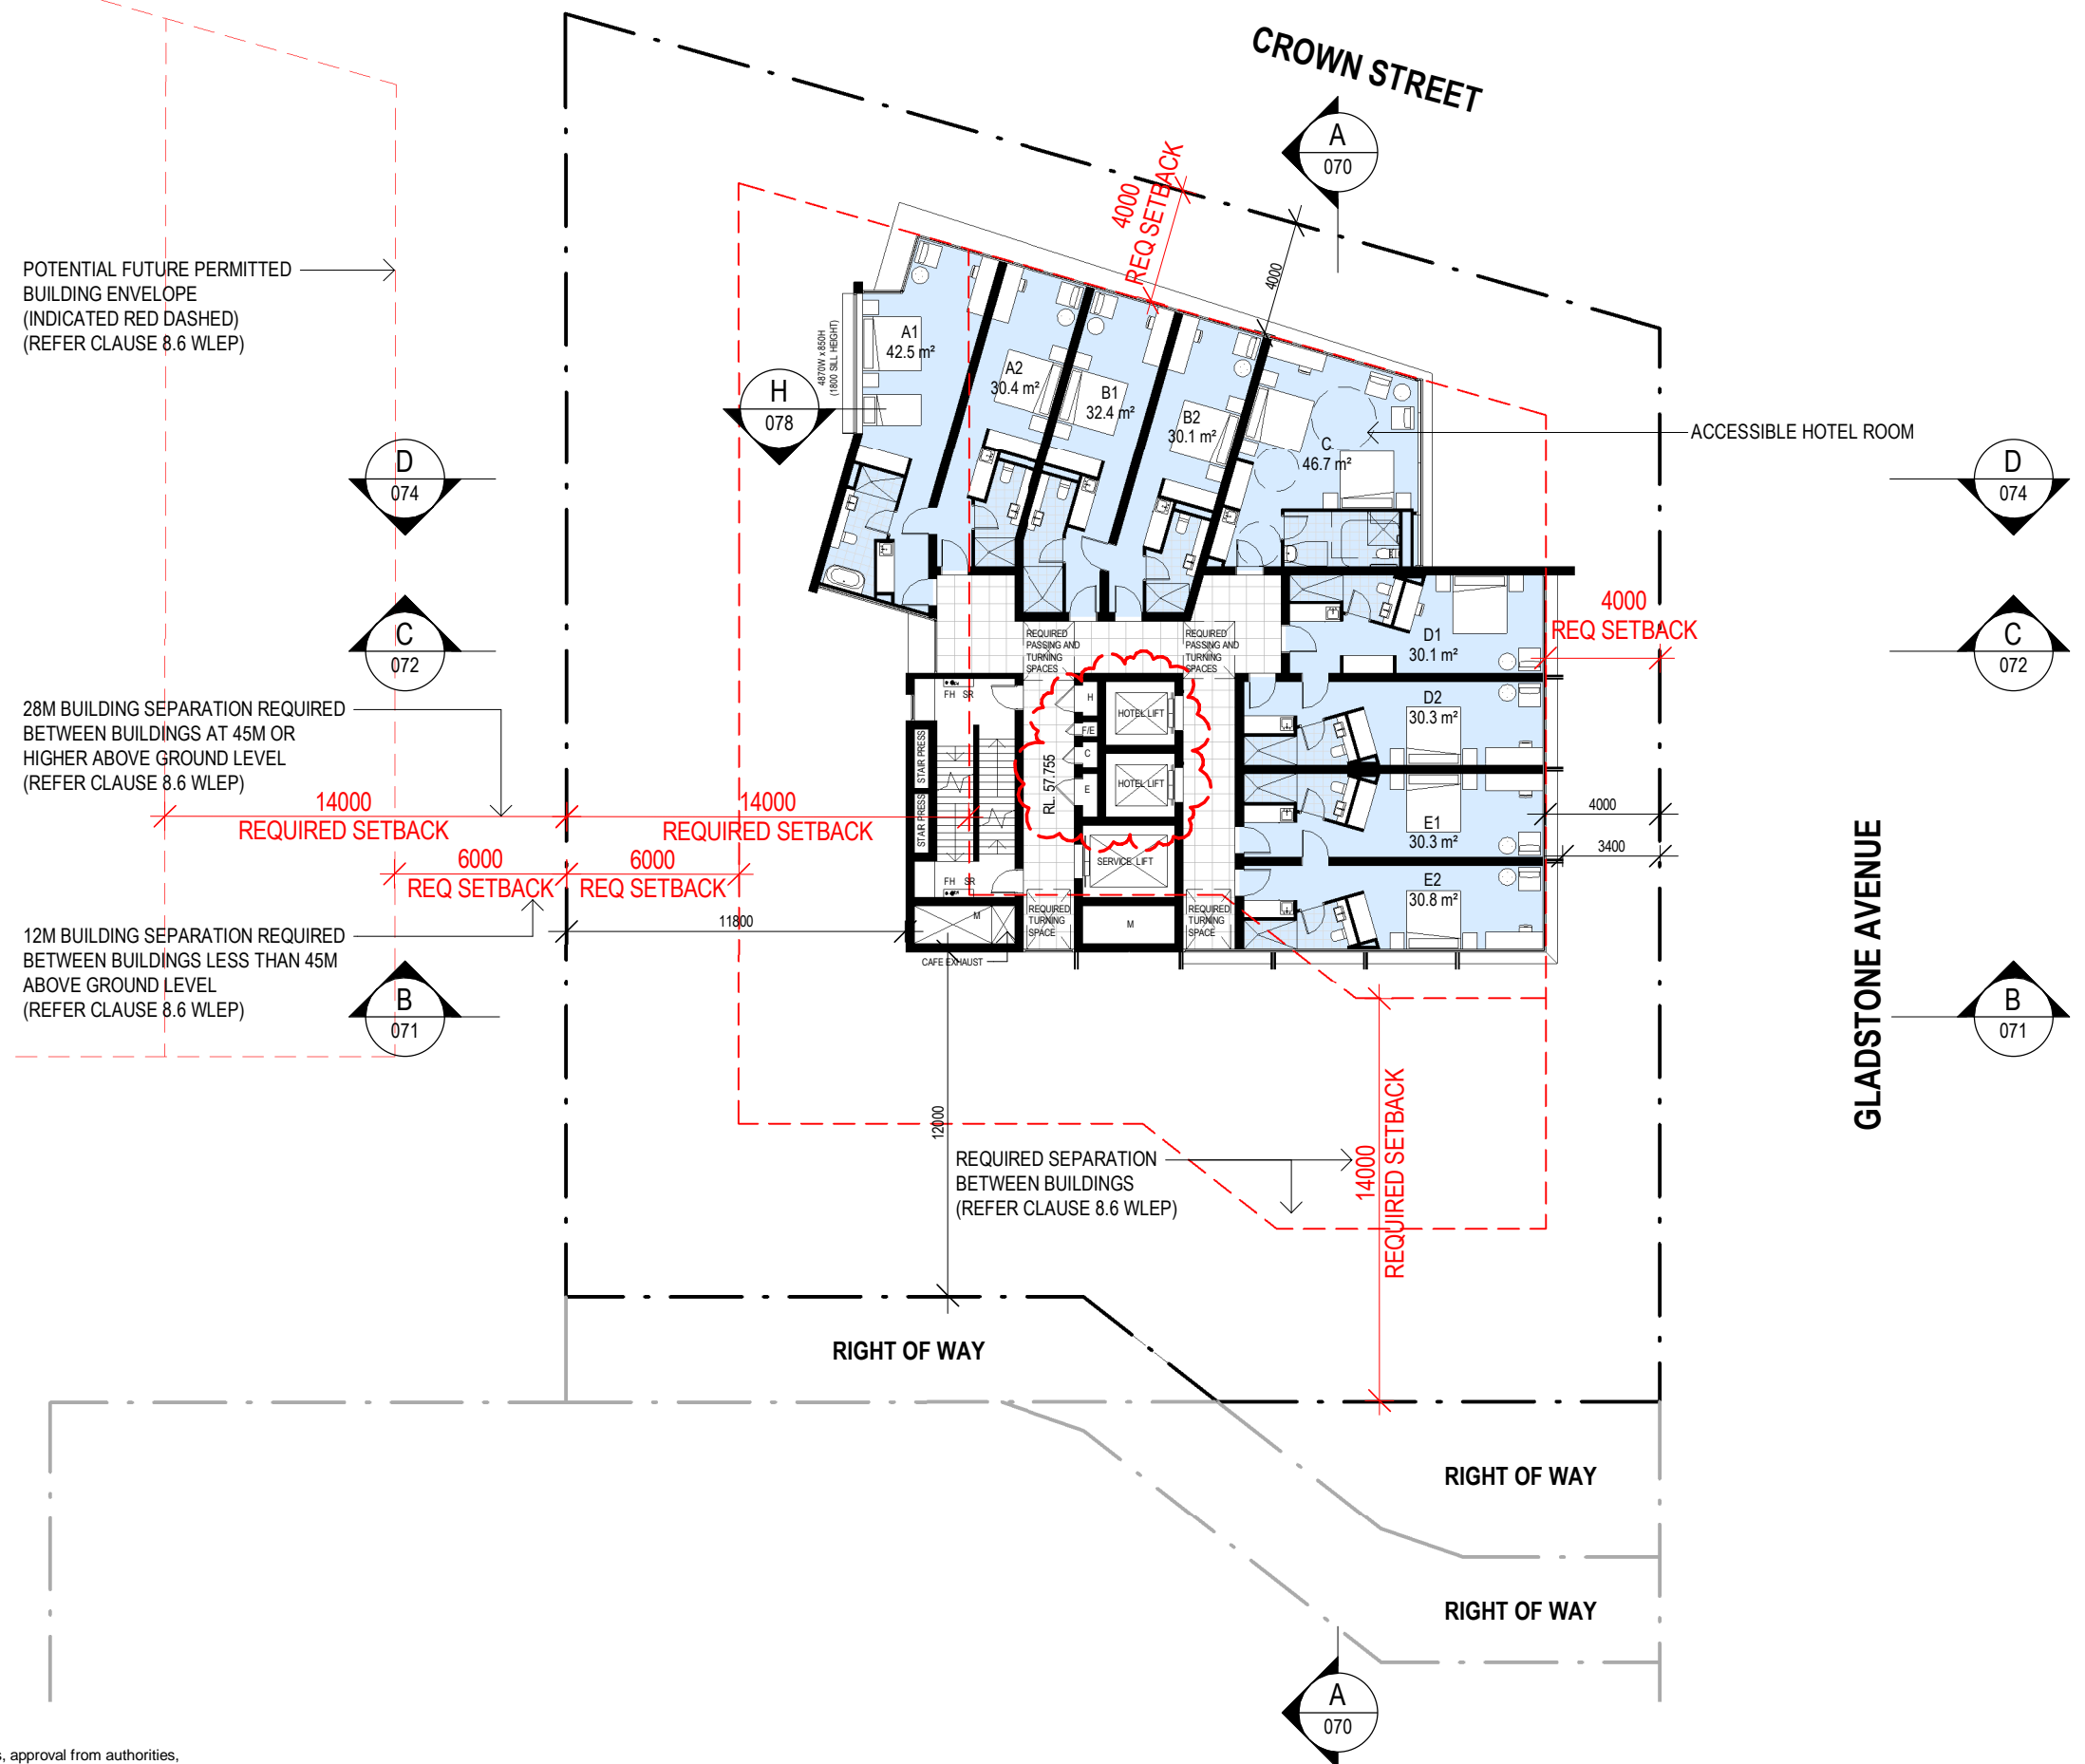 CROWN STREET
A
070
4000
REQ SETBACK
4000
POTENTIAL FUTURE PERMITTED
BUILDING ENVELOPE
(INDICATED RED DASHED)
(REFER CLAUSE 8.6 WLEP)
4870W x 850H
(1800 SILL HEIGHT)
A1
42.5 m²
A2
30.4 m²
B1
32.4 m²
B2
30.1 m²
C
46.7 m²
H
078
ACCESSIBLE HOTEL ROOM
D
074
D
074
C
072
C
072
4000
REQ SETBACK
REQUIRED
PASSING AND
TURNING
SPACES
REQUIRED
PASSING AND
TURNING
SPACES
D1
30.1 m²
D2
30.3 m²
E1
30.3 m²
E2
30.8 m²
FH SR
H
F/E
C
E
HOTEL LIFT
HOTEL LIFT
SERVICE LIFT
RL. 57.755
STAIR PRESS
STAIR PRESS
FH SR
M
M
REQUIRED
TURNING
SPACE
REQUIRED
TURNING
SPACE
CAFE EXHAUST
28M BUILDING SEPARATION REQUIRED
BETWEEN BUILDINGS AT 45M OR
HIGHER ABOVE GROUND LEVEL
(REFER CLAUSE 8.6 WLEP)
14000
REQUIRED SETBACK
14000
REQUIRED SETBACK
6000
REQ SETBACK
6000
REQ SETBACK
4000
3400
11800
12M BUILDING SEPARATION REQUIRED
BETWEEN BUILDINGS LESS THAN 45M
ABOVE GROUND LEVEL
(REFER CLAUSE 8.6 WLEP)
B
071
B
071
GLADSTONE AVENUE
12000
REQUIRED SEPARATION
BETWEEN BUILDINGS
(REFER CLAUSE 8.6 WLEP)
14000
REQUIRED SETBACK
RIGHT OF WAY
RIGHT OF WAY
RIGHT OF WAY
A
070
, approval from authorities,